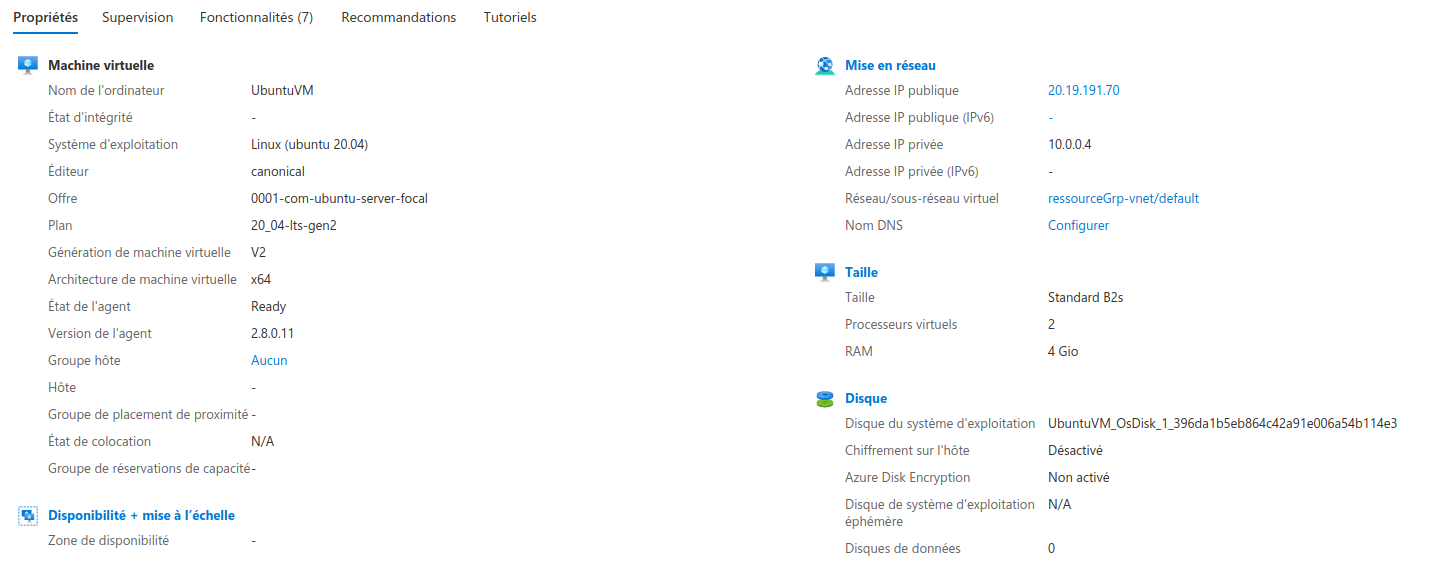 Propriétés Supervision Fonctionnalités (7) Recommandations Tutoriels
Machine virtuelle
Nom de l'ordinateur UbuntuVM
État d'intégrité -
Système d'exploitation Linux (ubuntu 20.04)
Éditeur canonical
Offre 0001-com-ubuntu-server-focal
Plan 20_04-lts-gen2
Génération de machine virtuelle V2
Architecture de machine virtuelle x64
État de l'agent Ready
Version de l'agent 2.8.0.11
Groupe hôte Aucun
Hôte -
Groupe de placement de proximité -
État de colocation N/A
Groupe de réservations de capacité -
Disponibilité + mise à l’échelle
Zone de disponibilité -
Mise en réseau
Adresse IP publique 20.19.191.70
Adresse IP publique (IPv6) -
Adresse IP privée 10.0.0.4
Adresse IP privée (IPv6) -
Réseau/sous-réseau virtuel ressourceGrp-vnet/default
Nom DNS Configurer
Taille
Taille Standard B2s
Processeurs virtuels 2
RAM 4 Gio
Disque
Disque du système d'exploitation UbuntuVM_OsDisk_1_396da1b5eb864c42a91e006a54b114e3
Chiffrement sur l'hôte Désactivé
Azure Disk Encryption Non activé
Disque de système d'exploitation N/A
éphémère
Disques de données 0